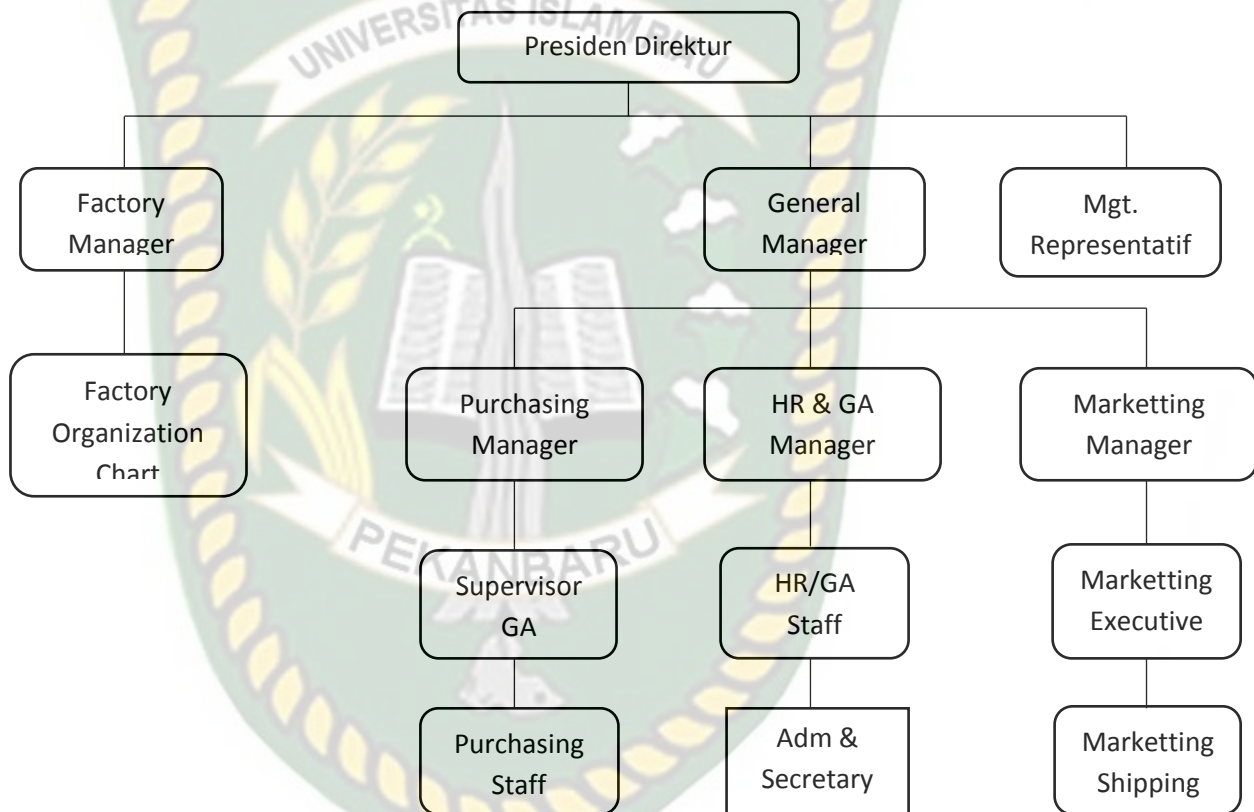 UNIVERSITAS ISLAM RIAU
Presiden Direktur
Factory
Manager
General
Manager
Mgt.
Representatif
Factory
Organization
Chart
Purchasing
Manager
HR & GA
Manager
Marketting
Manager
PEKANBARU
Supervisor
GA
HR/GA
Staff
Marketting
Executive
Purchasing
Staff
Adm &
Secretary
Marketting
Shipping